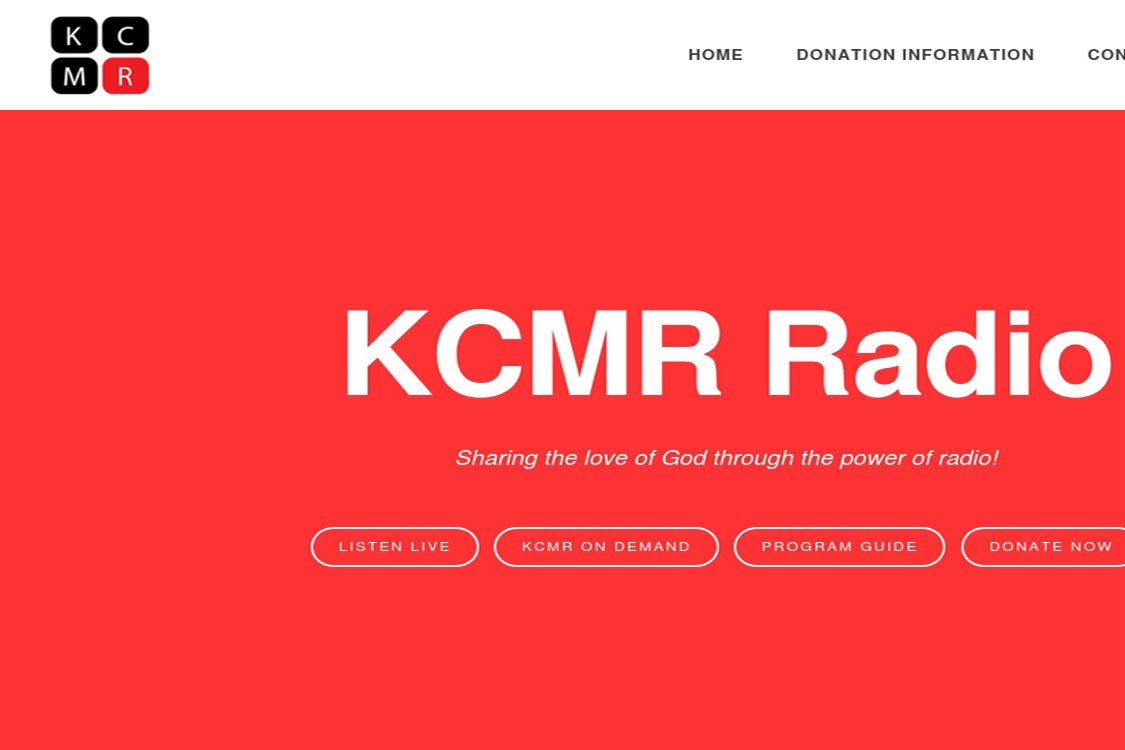 K C
M R
HOME DONATION INFORMATION CON
KCMR Radio
Sharing the love of God through the power of radio!
LISTEN LIVE KCMR ON DEMAND PROGRAM GUIDE DONATE NOW